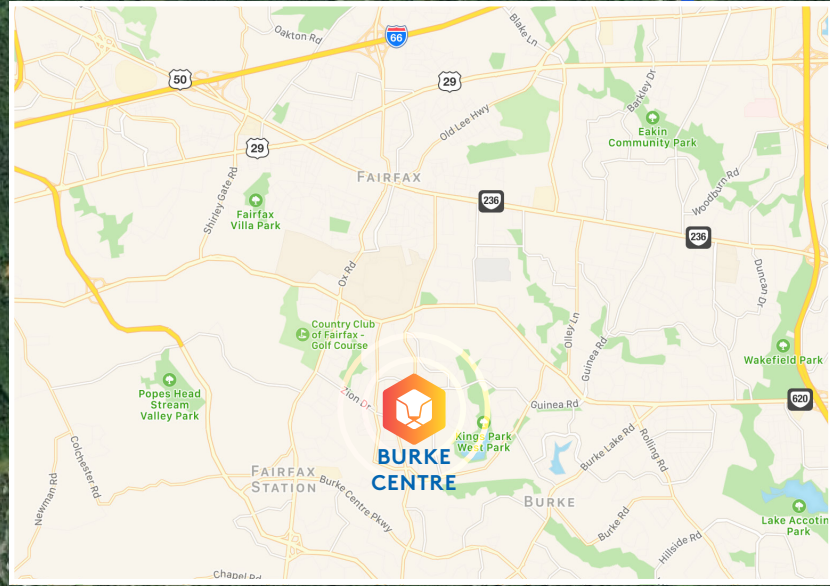 Oakton Rd
66
Blake Ln
50
29
Barkley Dr
Old Lee Hwy
Eakin
Community Park
29
FAIRFAX
Woodburn Rd
Shirley Gate Rd
236
Fairfax
Villa Park
236
Ox Rd
Duncan Dr
Country Club
of Fairfax -
Golf Course
Olley Ln
Guinea Rd
Wakefield Park
Popes Head
Stream
Valley Park
Zion Dr
620
Guinea Rd
Kings Park
West Park
Burke Lake Rd
Rolling Rd
BURKE
CENTRE
Colchester Rd
Newman Rd
FAIRFAX
STATION
Burke Centre Pkwy
BURKE
Burke Rd
Lake Accotin
Park
Hillside Rd
Chapel Rd